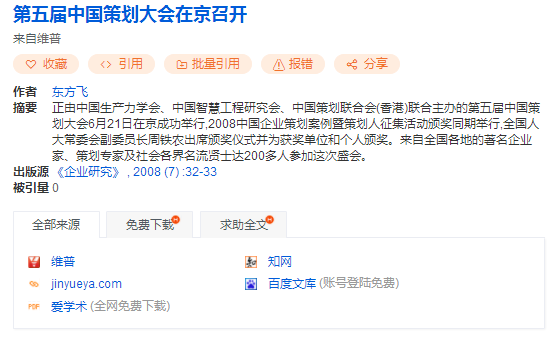 第五届中国策划大会在京召开
来自维普
收藏 引用 批量引用 报错 分享
作者 东方飞
摘要 正由中国生产力学会、中国智慧工程研究会、中国策划联合会(香港)联合主办的第五届中国策
划大会6月21日在京成功举行,2008中国企业策划案例暨策划人征集活动颁奖同期举行,全国人
大常委会副委员长周铁农出席颁奖仪式并为获奖单位和个人颁奖。来自全国各地的著名企业
家、策划专家及社会各界名流贤士达200多人参加这次盛会。
出版源 《企业研究》 , 2008 (7) :32-33
被引量 0
全部来源 免费下载 求助全文
维普 知网
jinyueya.com 百度文库 (账号登陆免费)
PDF 爱学术 (全网免费下载)